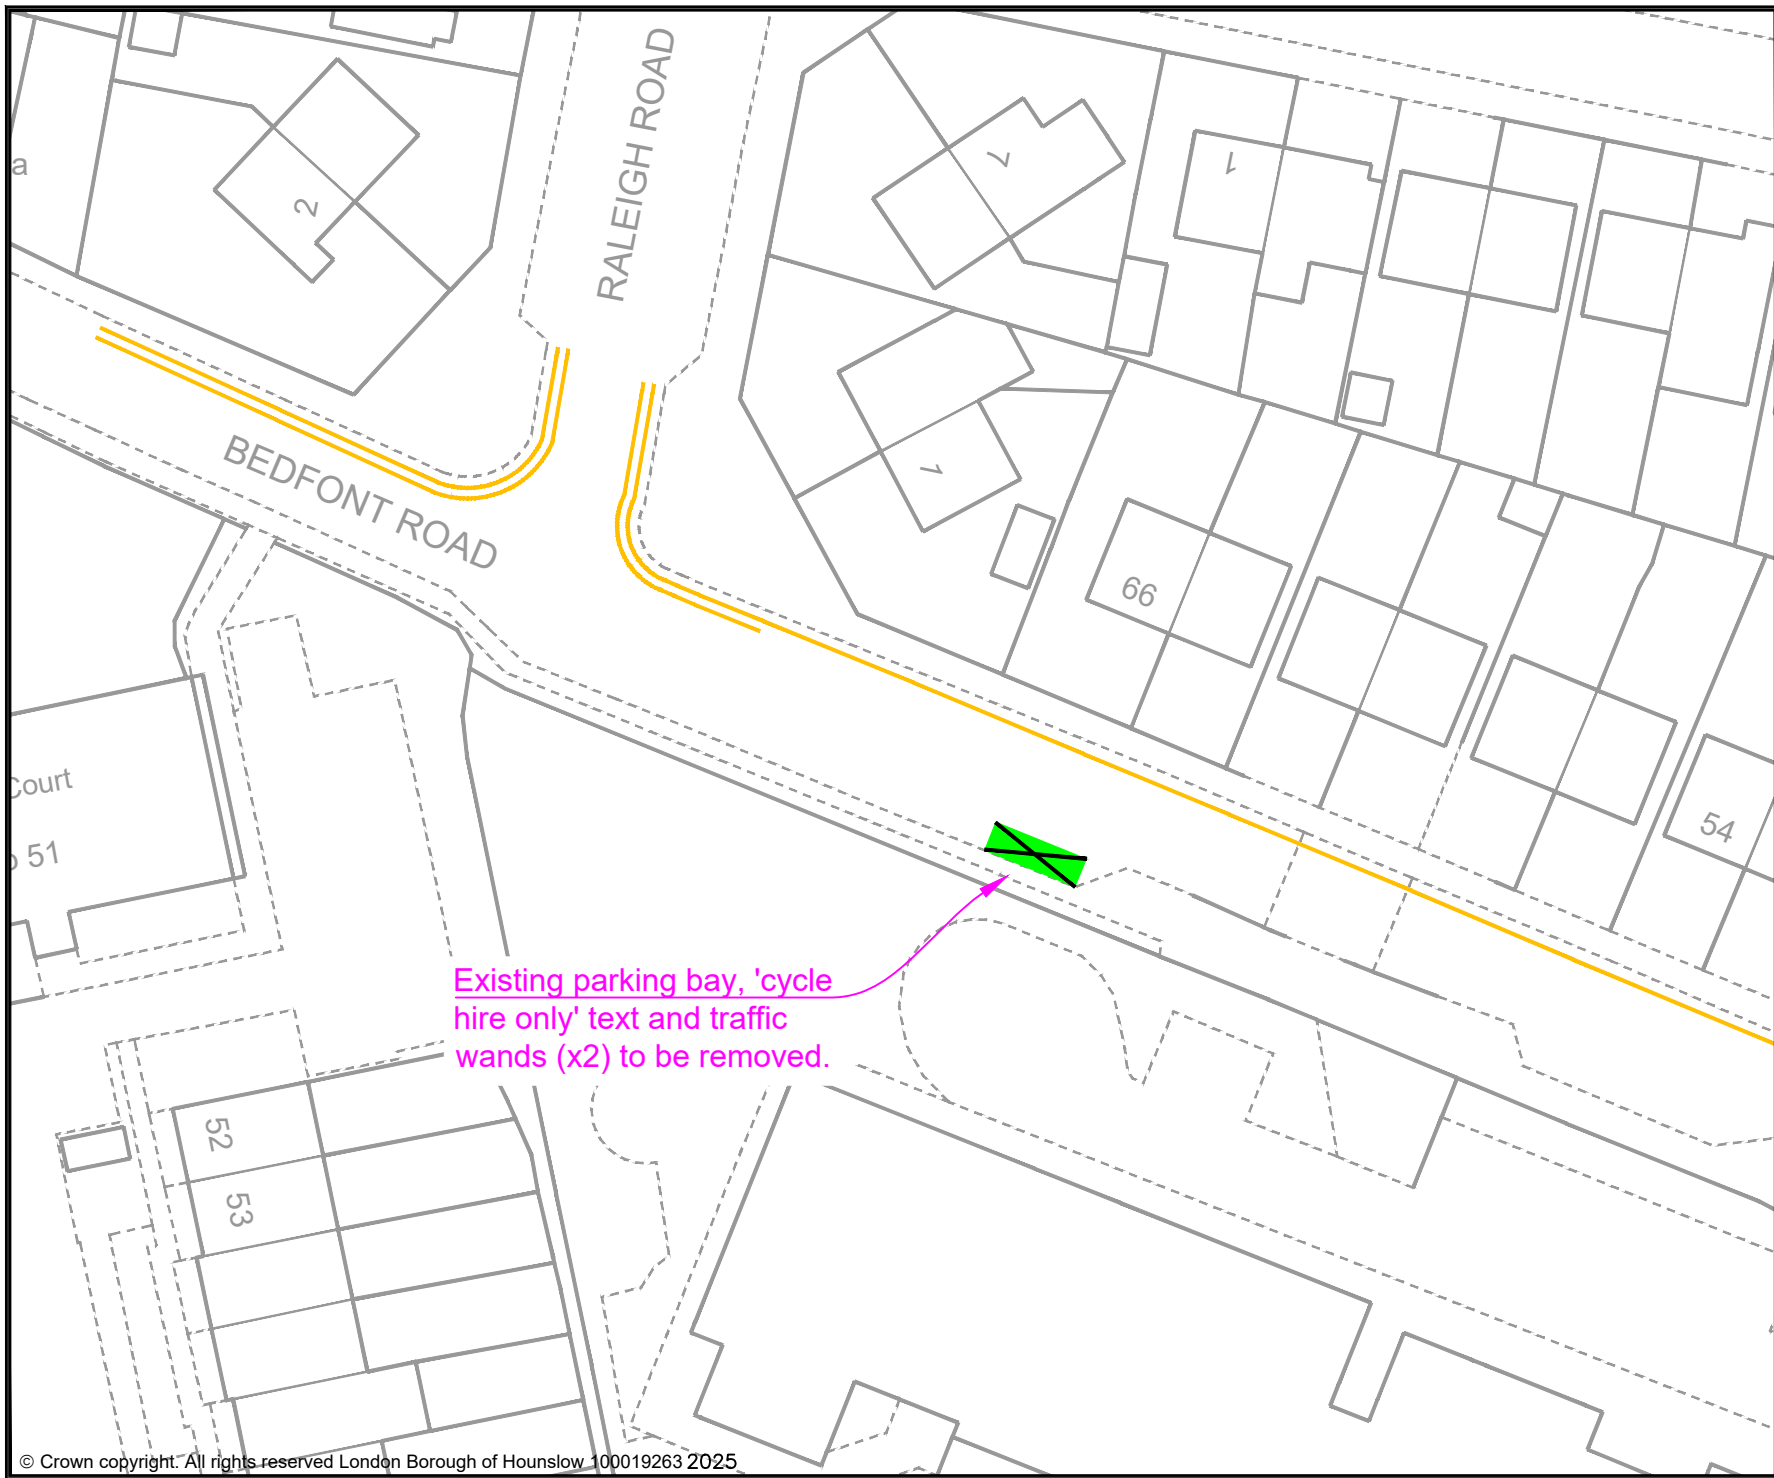 RALEIGH ROAD
a
2
7
1
BEDFONT ROAD
1
66
54
Court
51
Existing parking bay, 'cycle
hire only' text and traffic
wands (x2) to be removed.
52
53
© Crown copyright. All rights reserved London Borough of Hounslow 100019263 2025